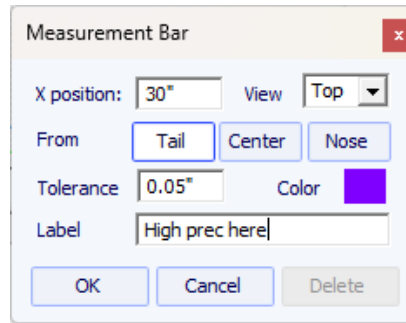 Measurement Bar x
X position: 30" View Top
From Tail Center Nose
Tolerance 0.05" Color
Label High prec here
OK Cancel Delete